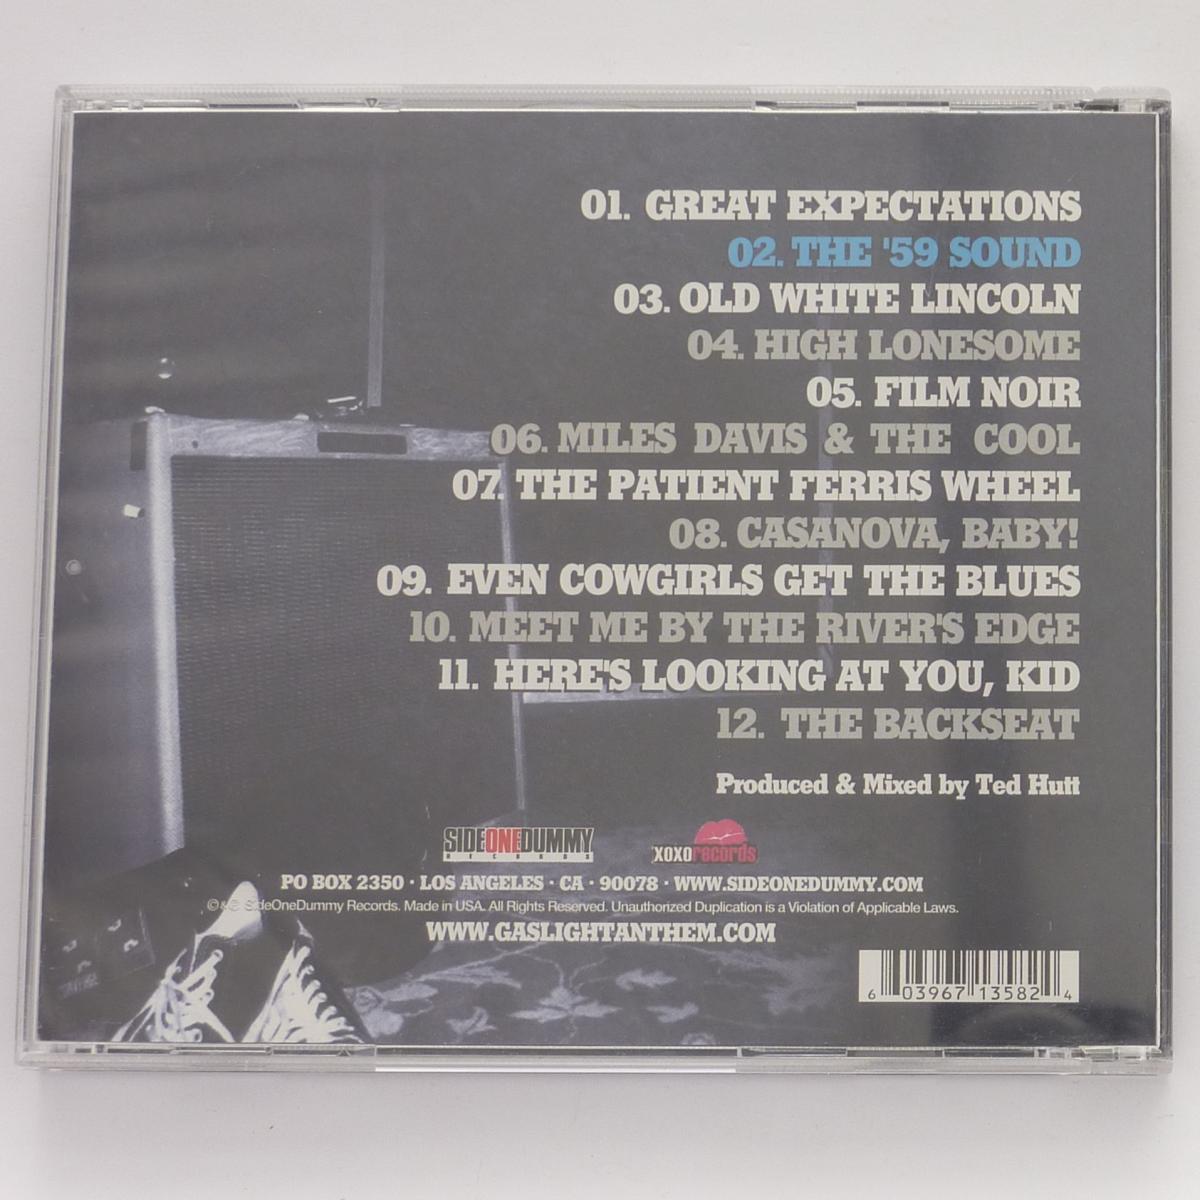 01. GREAT EXPECTATIONS
02. THE '59 SOUND
03. OLD WHITE LINCOLN
04. HIGH LONESOME
05. FILM NOIR
06. MILES DAVIS & THE COOL
07. THE PATIENT FERRIS WHEEL
08. CASANOVA, BABY!
09. EVEN COWGIRLS GET THE BLUES
10. MEET ME BY THE RIVER'S EDGE
11. HERE'S LOOKING AT YOU, KID
12. THE BACKSEAT
Produced & Mixed by Ted Hutt
SIDEONEDUMMY
RECORDS
xoxorecords
PO BOX 2350 · LOS ANGELES · CA · 90078 · WWW.SIDEONEDUMMY.COM
©&℗ SideOneDummy Records. Made in USA. All Rights Reserved. Unauthorized Duplication is a Violation of Applicable Laws.
WWW.GASLIGHTANTHEM.COM
6 03967 13582 4